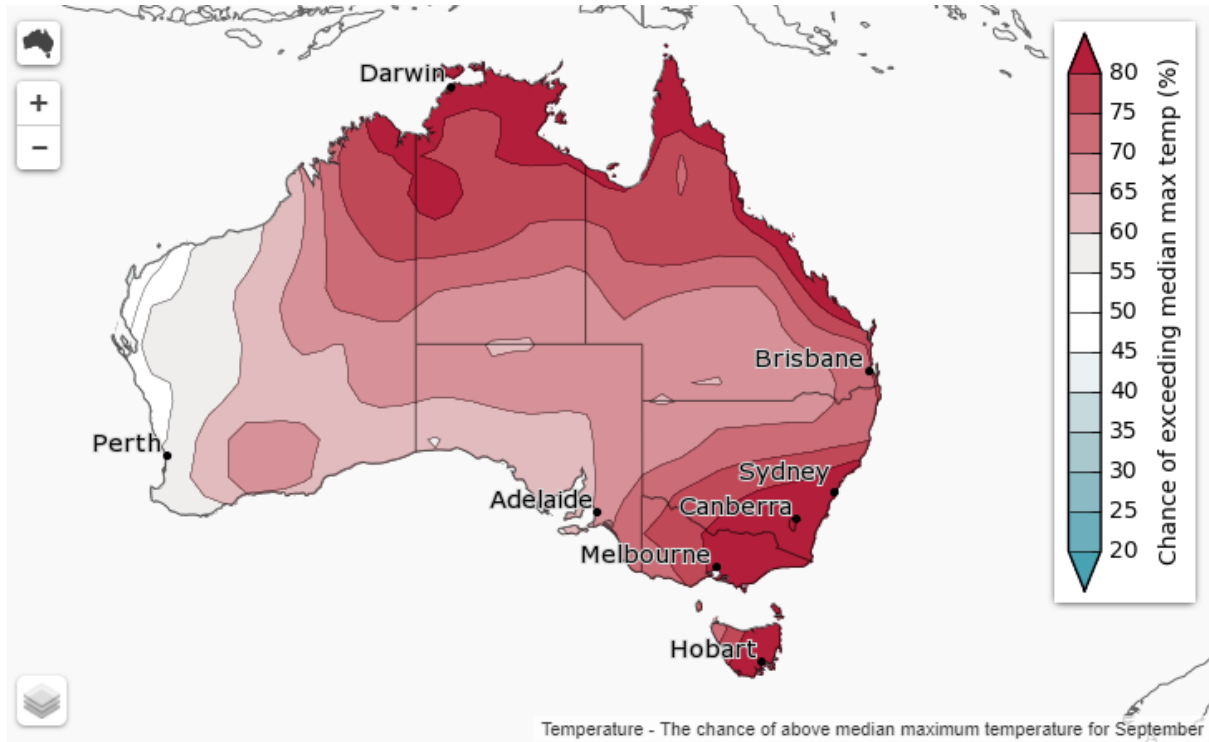 Darwin
+
−
Brisbane
Perth
Sydney
Adelaide
Canberra
Melbourne
Hobart
80
75
70
65
60
55
50
45
40
35
30
25
20
Chance of exceeding median max temp (%)
Temperature - The chance of above median maximum temperature for September